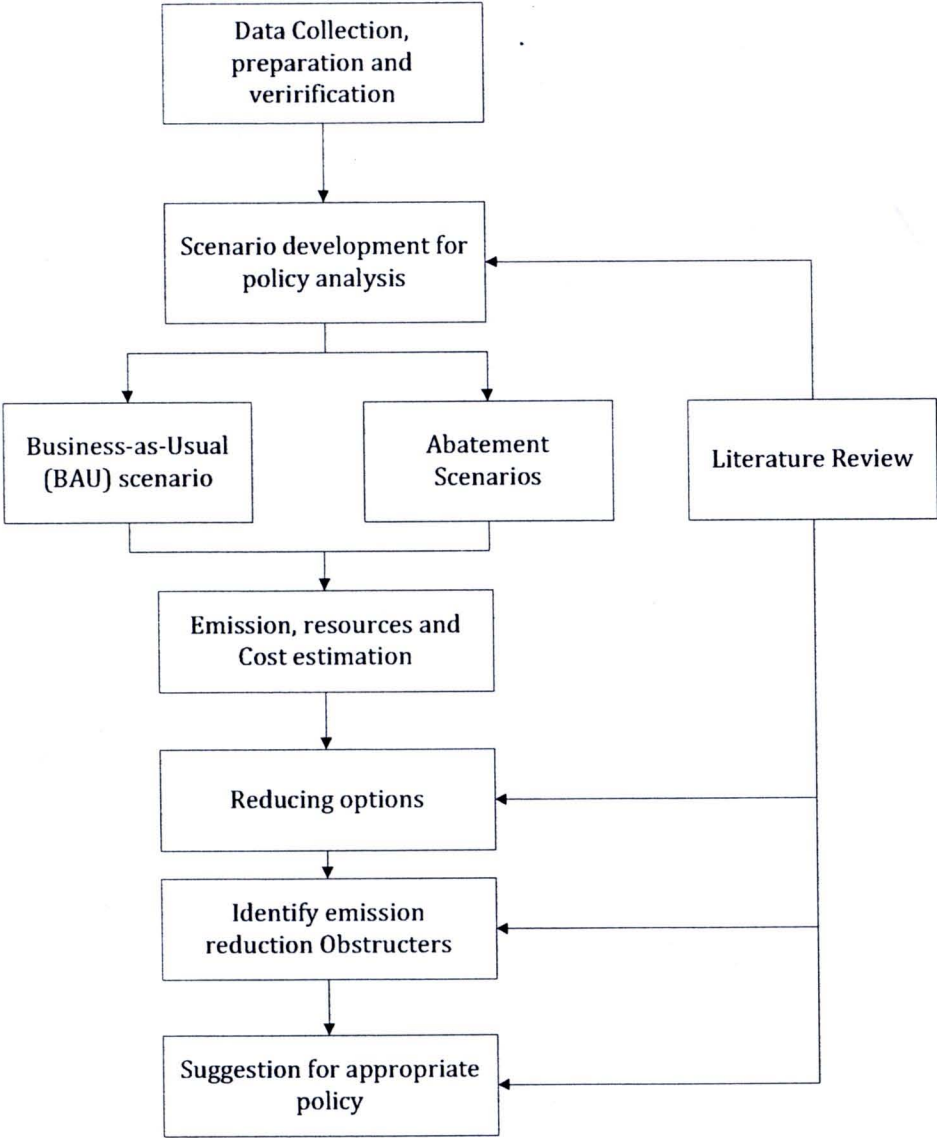 Data Collection,
preparation and
verirification
Scenario development for
policy analysis
Business-as-Usual
(BAU) scenario
Abatement
Scenarios
Literature Review
Emission, resources and
Cost estimation
Reducing options
Identify emission
reduction Obstructers
Suggestion for appropriate
policy